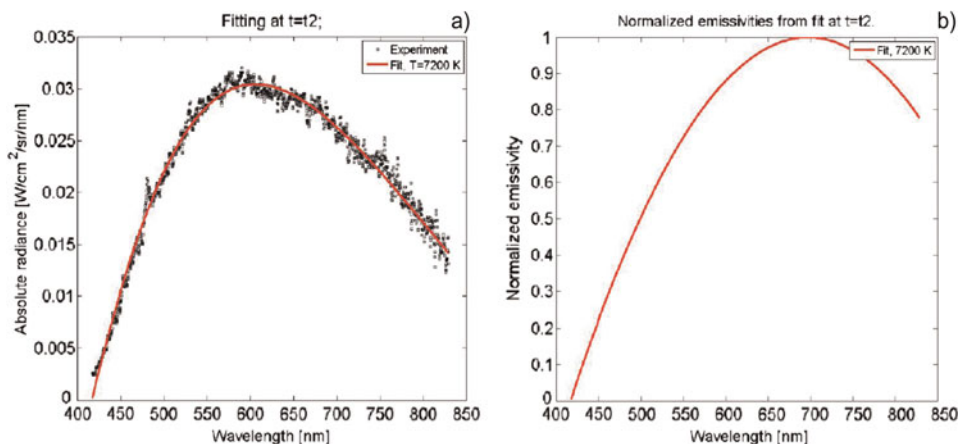 Fitting at t=t2;
a)
Experiment
Fit, T=7200 K
Absolute radiance [W/cm²/sr/nm]
0.035
0.03
0.025
0.02
0.015
0.01
0.005
0
400 450 500 550 600 650 700 750 800 850
Wavelength [nm]
Normalized emissivities from fit at t=t2.
b)
Fit, 7200 K
Normalized emissivity
1
0.9
0.8
0.7
0.6
0.5
0.4
0.3
0.2
0.1
0
400 450 500 550 600 650 700 750 800 850
Wavelength [nm]